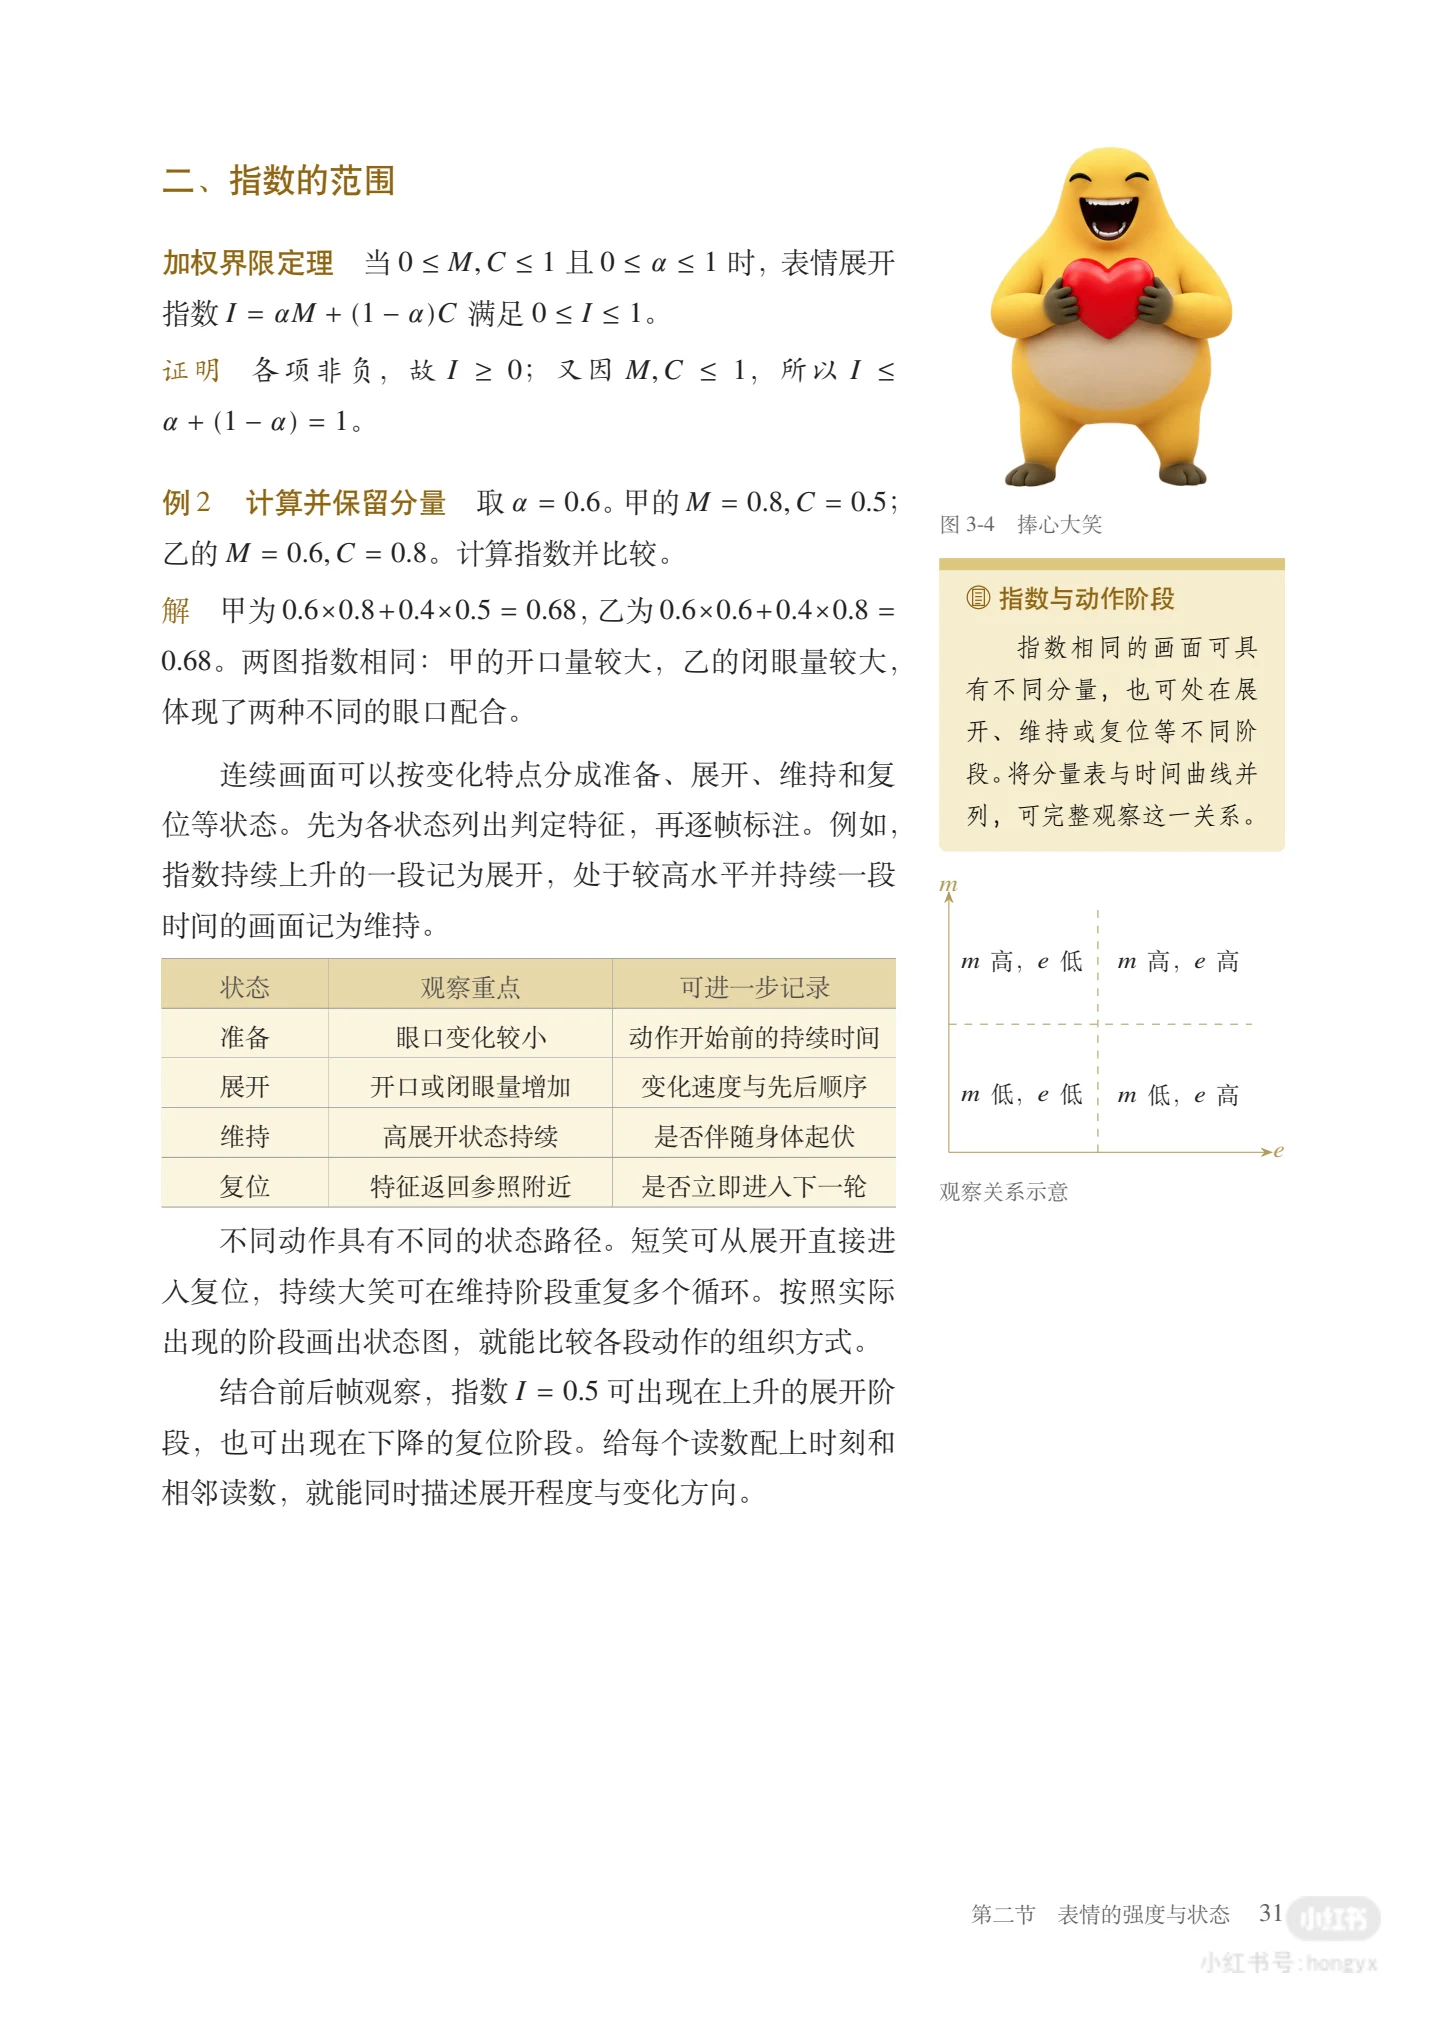 二、指数的范围
加权界限定理 当 0 ≤ M, C ≤ 1 且 0 ≤ α ≤ 1 时，表情展开
指数 I = αM + (1 − α)C 满足 0 ≤ I ≤ 1。
证明 各项非负，故 I ≥ 0；又因 M, C ≤ 1，所以 I ≤
α + (1 − α) = 1。
例 2 计算并保留分量 取 α = 0.6。甲的 M = 0.8, C = 0.5；
乙的 M = 0.6, C = 0.8。计算指数并比较。
解 甲为 0.6×0.8+0.4×0.5 = 0.68，乙为 0.6×0.6+0.4×0.8 =
0.68。两图指数相同：甲的开口量较大，乙的闭眼量较大，
体现了两种不同的眼口配合。
连续画面可以按变化特点分成准备、展开、维持和复
位等状态。先为各状态列出判定特征，再逐帧标注。例如，
指数持续上升的一段记为展开，处于较高水平并持续一段
时间的画面记为维持。
状态 观察重点 可进一步记录
准备 眼口变化较小 动作开始前的持续时间
展开 开口或闭眼量增加 变化速度与先后顺序
维持 高展开状态持续 是否伴随身体起伏
复位 特征返回参照附近 是否立即进入下一轮
不同动作具有不同的状态路径。短笑可从展开直接进
入复位，持续大笑可在维持阶段重复多个循环。按照实际
出现的阶段画出状态图，就能比较各段动作的组织方式。
结合前后帧观察，指数 I = 0.5 可出现在上升的展开阶
段，也可出现在下降的复位阶段。给每个读数配上时刻和
相邻读数，就能同时描述展开程度与变化方向。
图 3-4 捧心大笑
指数与动作阶段
指数相同的画面可具
有不同分量，也可处在展
开、维持或复位等不同阶
段。将分量表与时间曲线并
列，可完整观察这一关系。
m
m 高，e 低 m 高，e 高
m 低，e 低 m 低，e 高
e
观察关系示意
第二节 表情的强度与状态 31
小红书
小红书号:hongyx